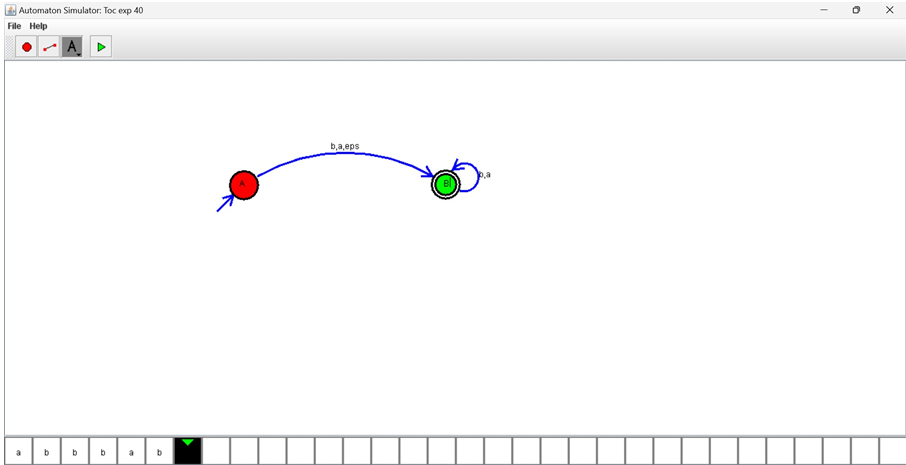 Automaton Simulator: Toc exp 40
File Help
A
b,a,eps
A
B
b,a
a b b b a b